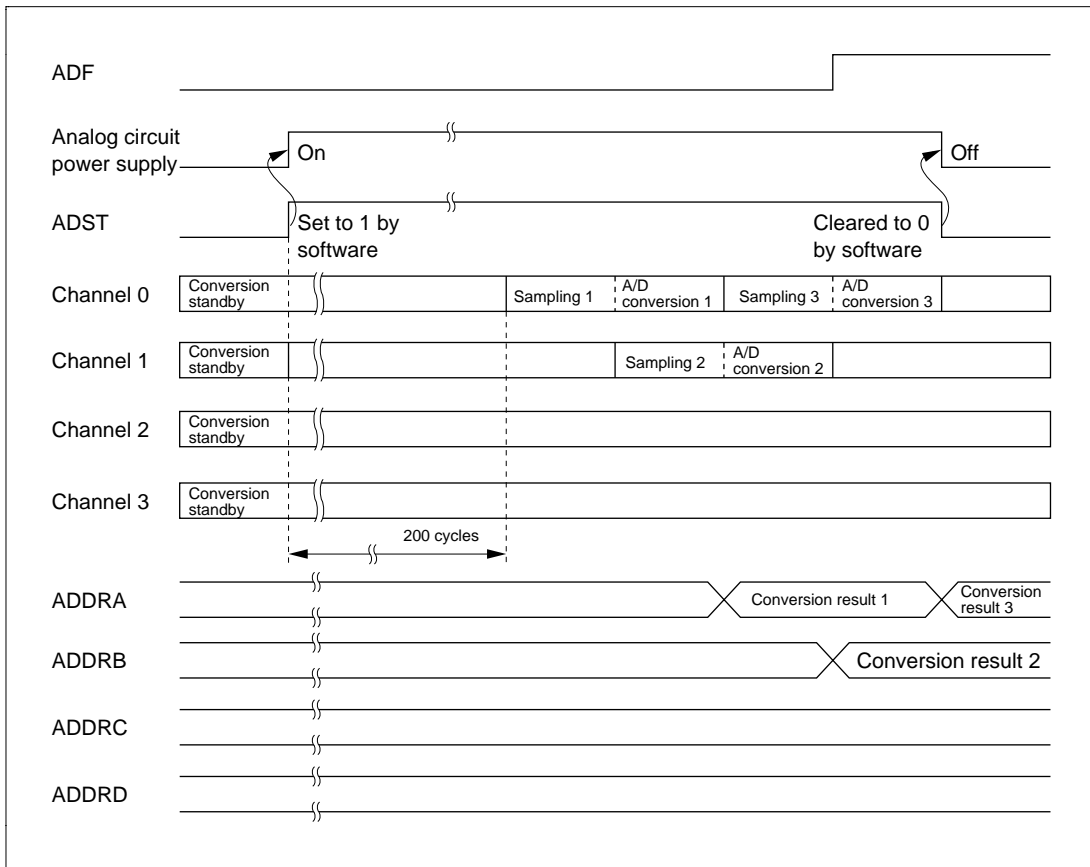 ADF
Analog circuit
power supply
On
Off
ADST
Set to 1 by
software
Cleared to 0
by software
Channel 0
Conversion
standby
Sampling 1
A/D
conversion 1
Sampling 3
A/D
conversion 3
Channel 1
Conversion
standby
Sampling 2
A/D
conversion 2
Channel 2
Conversion
standby
Channel 3
Conversion
standby
200 cycles
ADDRA
Conversion result 1
Conversion
result 3
ADDRB
Conversion result 2
ADDRC
ADDRD